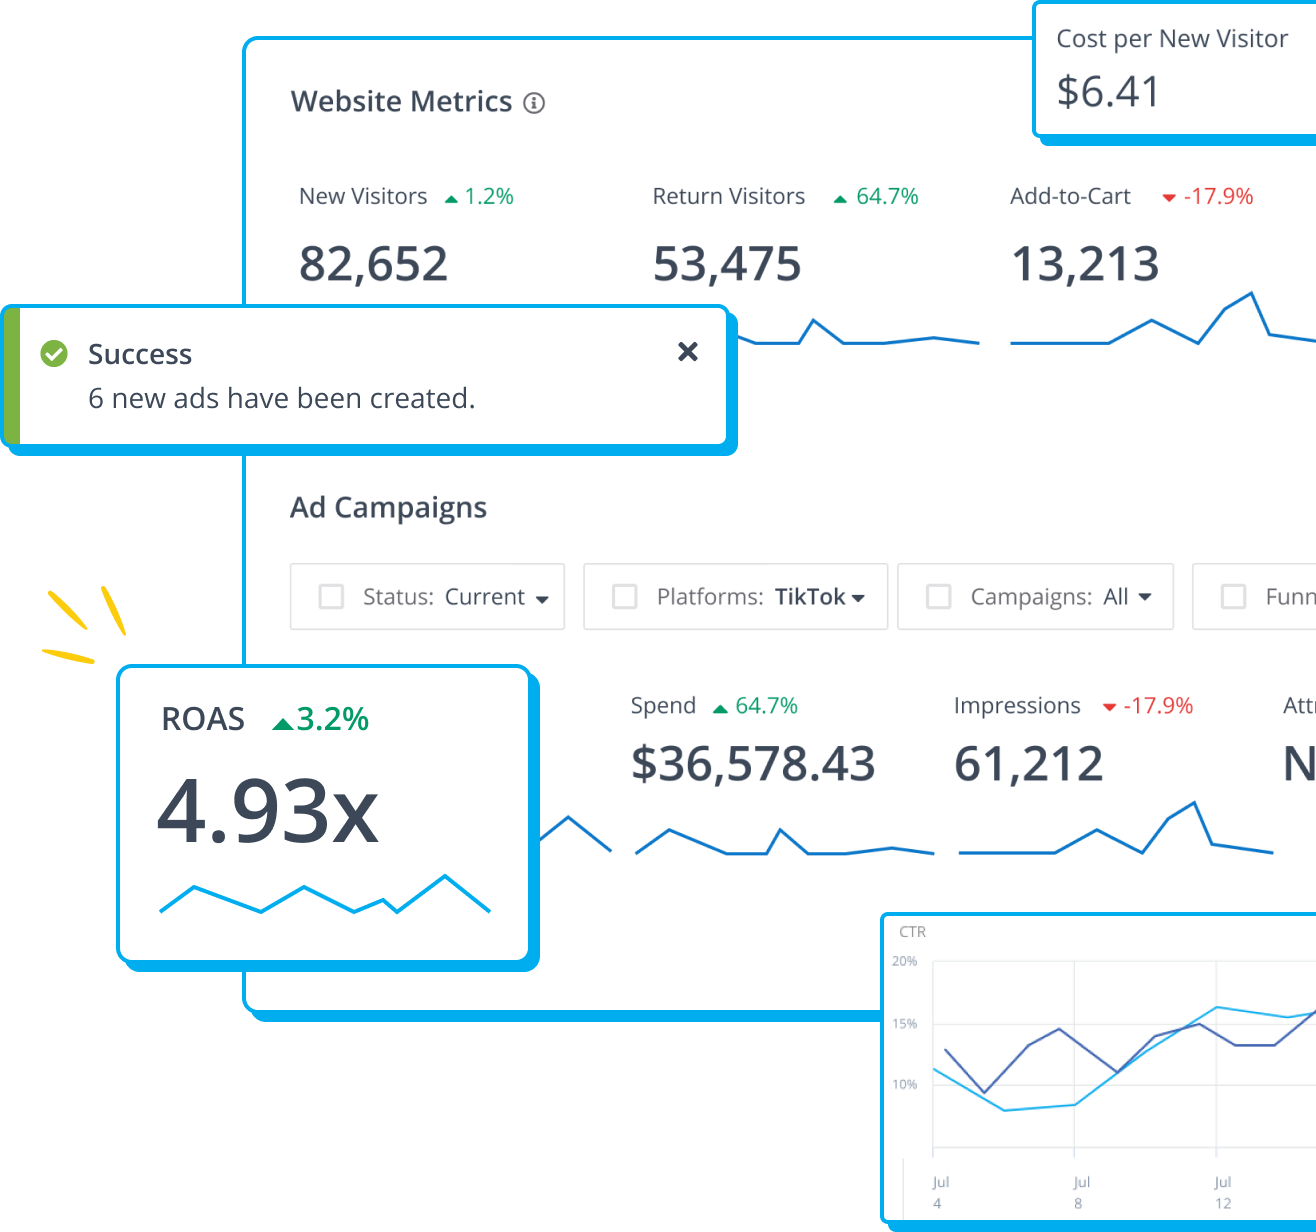 Cost per New Visitor
$6.41
Website Metrics
New Visitors 1.2%
82,652
Return Visitors 64.7%
53,475
Add-to-Cart -17.9%
13,213
Success
6 new ads have been created.
Ad Campaigns
Status: Current
Platforms: TikTok
Campaigns: All
Funn
ROAS 3.2%
4.93x
Spend 64.7%
$36,578.43
Impressions -17.9%
61,212
Att
N
CTR
20%
15%
10%
Jul
4
Jul
8
Jul
12